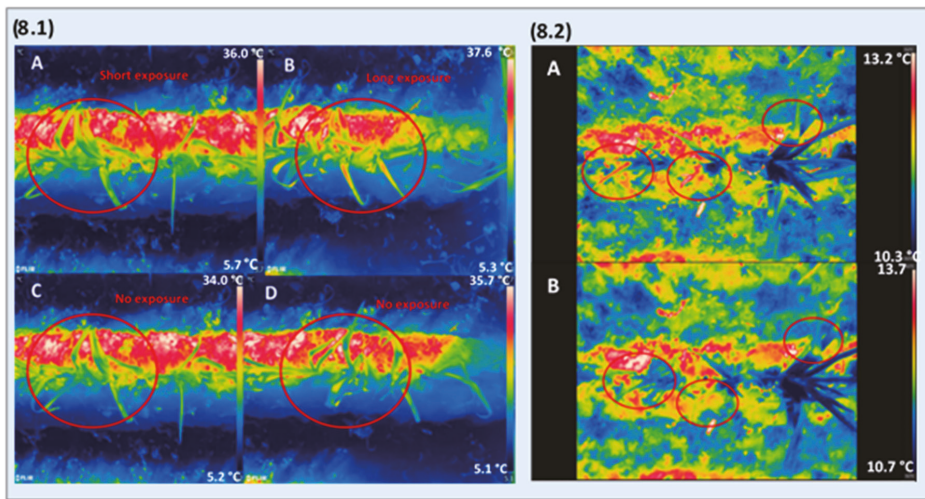 (8.1)
A
Short exposure
36.0 °C
B
Long exposure
37.6 °C
5.7 °C
5.3 °C
C
No exposure
34.0 °C
D
No exposure
35.7 °C
5.2 °C
5.1 °C
(8.2)
A
13.2 °C
10.3 °C
B
13.7
10.7 °C